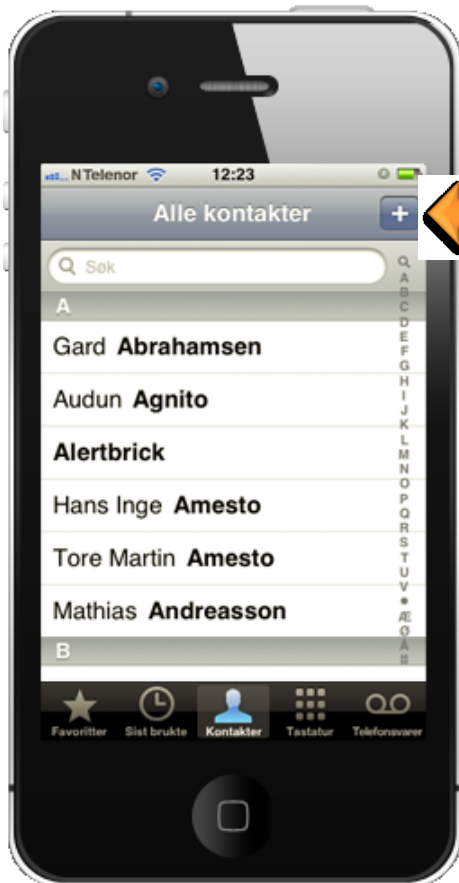 N Telenor 12:23
Alle kontakter +
Søk
A
Gard Abrahamsen
Audun Agnito
Alertbrick
Hans Inge Amesto
Tore Martin Amesto
Mathias Andreasson
B
A
B
C
D
E
F
G
H
I
J
K
L
M
N
O
P
Q
R
S
T
U
V
•
Æ
Ø
Å
#
Favoritter Sist brukte Kontakter Tastatur Telefonsvarer